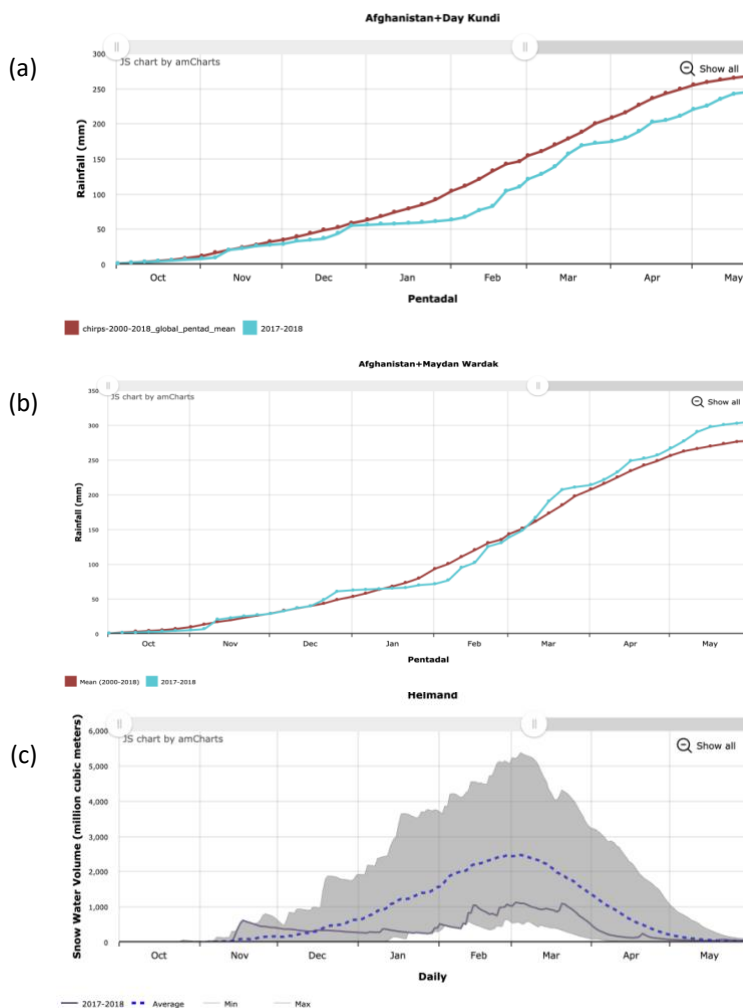 (a)
Afghanistan+Day Kundi
JS chart by amCharts
Show all
Rainfall (mm)
300
250
200
150
100
50
0
Oct Nov Dec Jan Feb Mar Apr May
Pentadal
chirps-2000-2018_global_pentad_mean 2017-2018
(b)
Afghanistan+Maydan Wardak
JS chart by amCharts
Show all
Rainfall (mm)
350
300
250
200
150
100
50
0
Oct Nov Dec Jan Feb Mar Apr May
Pentadal
Mean (2000-2018) 2017-2018
(c)
Helmand
JS chart by amCharts
Show all
Snow Water Volume (million cubic meters)
6,000
5,000
4,000
3,000
2,000
1,000
0
Oct Nov Dec Jan Feb Mar Apr May
Daily
2017-2018 Average Min Max